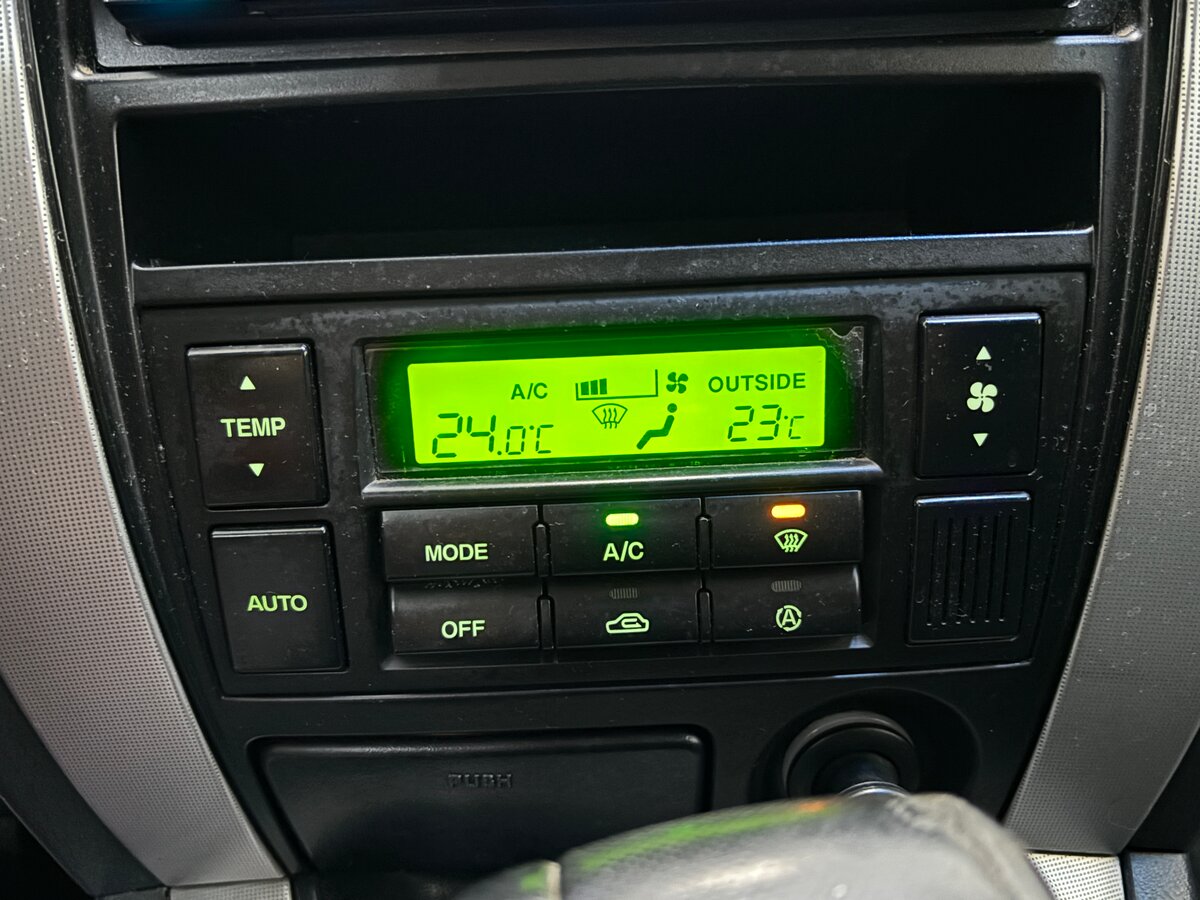 A/C OUTSIDE
24.0°C 23°C
TEMP
MODE A/C
AUTO
OFF A
PUSH